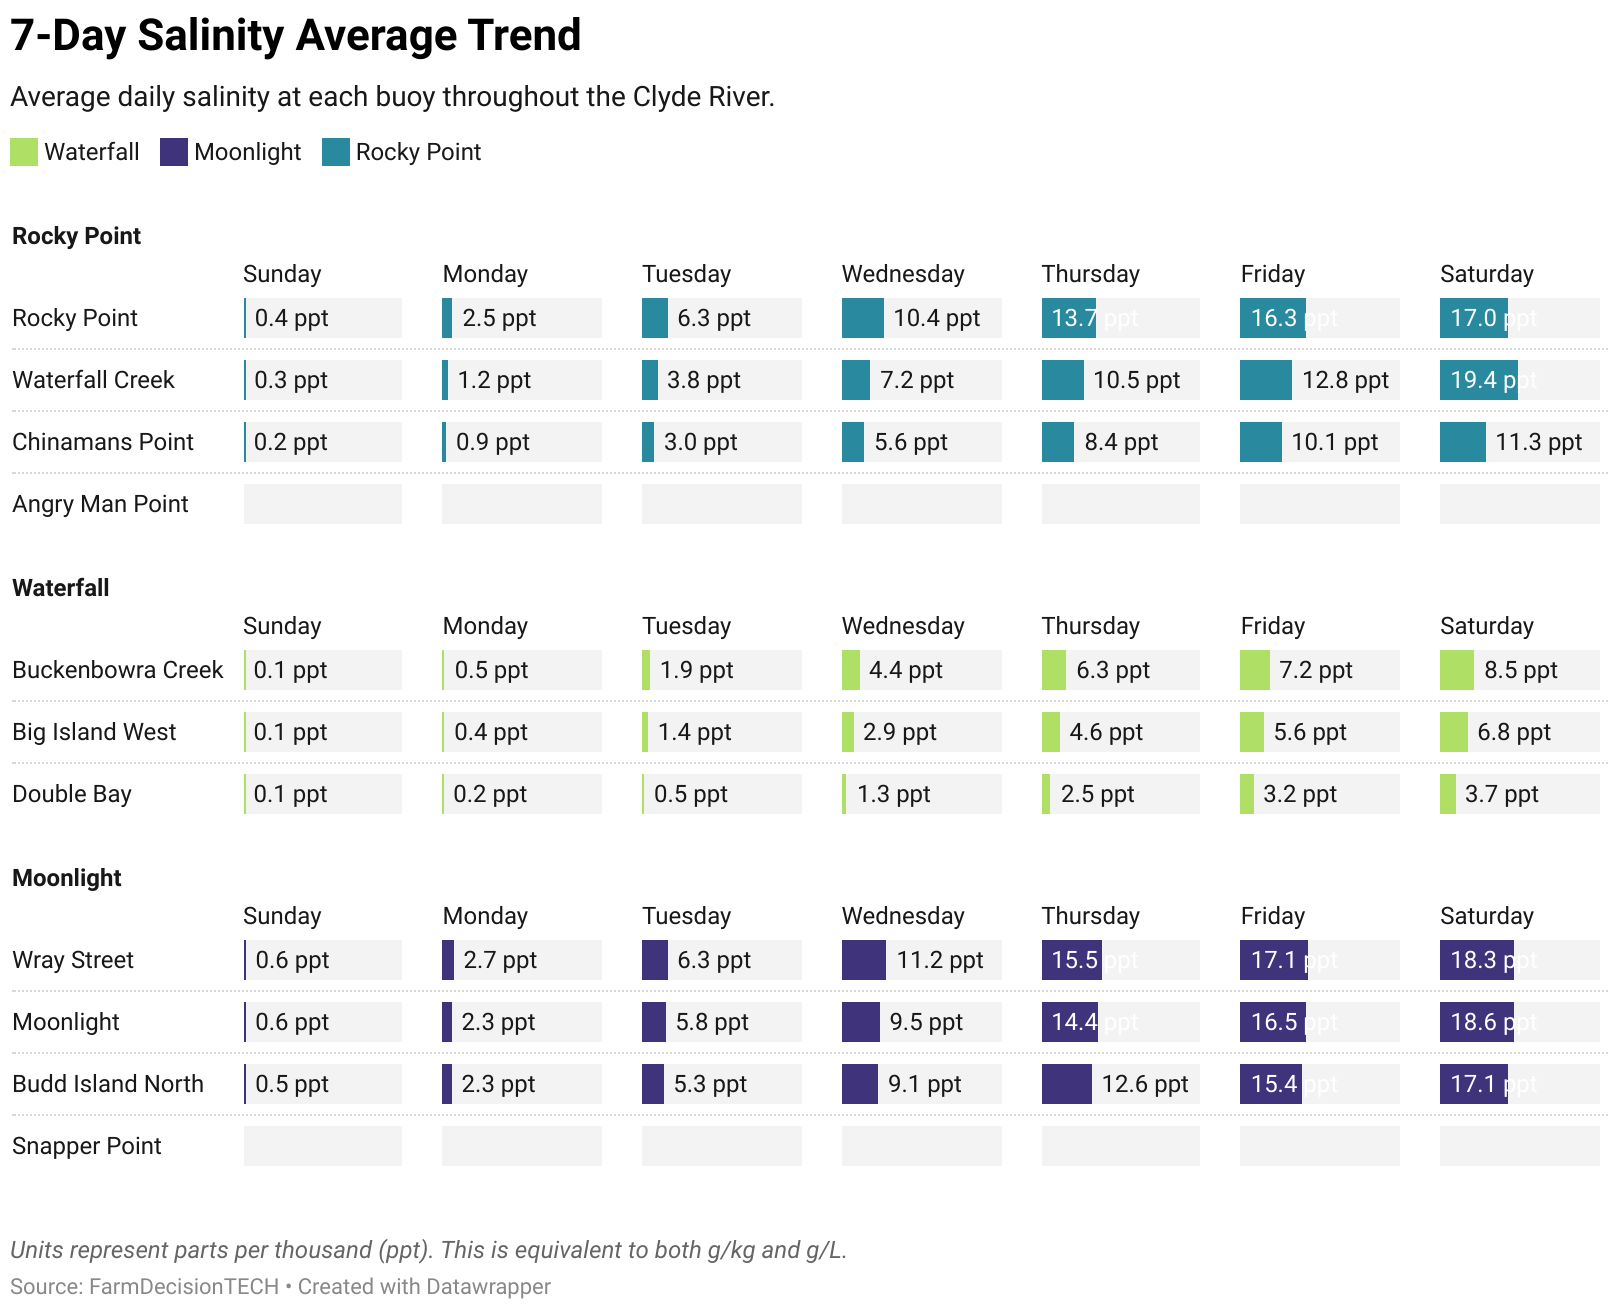 7-Day Salinity Average Trend
Average daily salinity at each buoy throughout the Clyde River.
Waterfall Moonlight Rocky Point
Rocky Point
Sunday Monday Tuesday Wednesday Thursday Friday Saturday
Rocky Point 0.4 ppt 2.5 ppt 6.3 ppt 10.4 ppt 13.7 ppt 16.3 ppt 17.0 ppt
Waterfall Creek 0.3 ppt 1.2 ppt 3.8 ppt 7.2 ppt 10.5 ppt 12.8 ppt 19.4 ppt
Chinamans Point 0.2 ppt 0.9 ppt 3.0 ppt 5.6 ppt 8.4 ppt 10.1 ppt 11.3 ppt
Angry Man Point
Waterfall
Sunday Monday Tuesday Wednesday Thursday Friday Saturday
Buckenbowra Creek 0.1 ppt 0.5 ppt 1.9 ppt 4.4 ppt 6.3 ppt 7.2 ppt 8.5 ppt
Big Island West 0.1 ppt 0.4 ppt 1.4 ppt 2.9 ppt 4.6 ppt 5.6 ppt 6.8 ppt
Double Bay 0.1 ppt 0.2 ppt 0.5 ppt 1.3 ppt 2.5 ppt 3.2 ppt 3.7 ppt
Moonlight
Sunday Monday Tuesday Wednesday Thursday Friday Saturday
Wray Street 0.6 ppt 2.7 ppt 6.3 ppt 11.2 ppt 15.5 ppt 17.1 ppt 18.3 ppt
Moonlight 0.6 ppt 2.3 ppt 5.8 ppt 9.5 ppt 14.4 ppt 16.5 ppt 18.6 ppt
Budd Island North 0.5 ppt 2.3 ppt 5.3 ppt 9.1 ppt 12.6 ppt 15.4 ppt 17.1 ppt
Snapper Point
Units represent parts per thousand (ppt). This is equivalent to both g/kg and g/L.
Source: FarmDecisionTECH • Created with Datawrapper